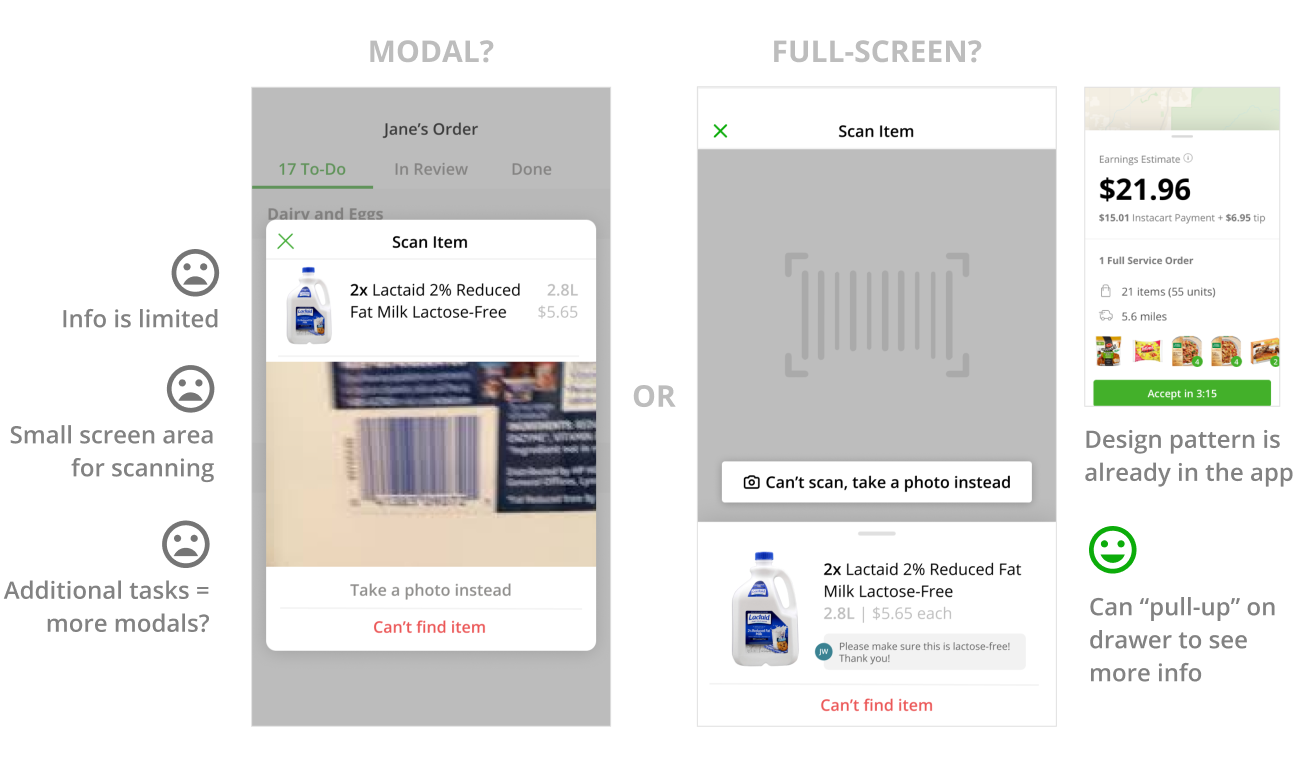 MODAL?
FULL-SCREEN?
Jane's Order
17 To-Do
In Review
Done
Dairy and Eggs
Scan Item
2x Lactaid 2% Reduced
Fat Milk Lactose-Free
2.8L
$5.65
Take a photo instead
Can't find item
Info is limited
Small screen area
for scanning
Additional tasks =
more modals?
OR
Scan Item
Can't scan, take a photo instead
Lactaid
2x Lactaid 2% Reduced Fat
Milk Lactose-Free
2.8L | $5.65 each
JW
Please make sure this is lactose-free!
Thank you!
Can't find item
Earnings Estimate
$21.96
$15.01 Instacart Payment + $6.95 tip
1 Full Service Order
21 items (55 units)
5.6 miles
4
4
2
Accept in 3:15
Design pattern is
already in the app
Can “pull-up” on
drawer to see
more info